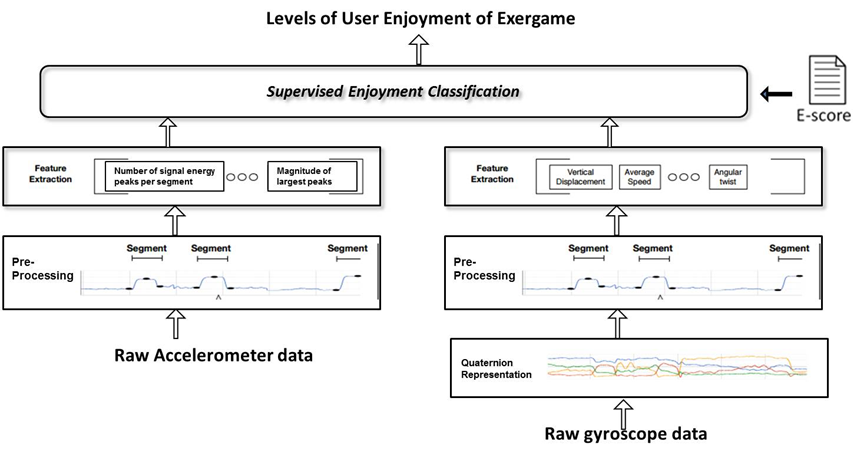 Levels of User Enjoyment of Exergame
Supervised Enjoyment Classification
E-score
Feature
Extraction
Number of signal energy
peaks per segment
Magnitude of
largest peaks
Feature
Extraction
Vertical
Displacement
Average
Speed
Angular
twist
Pre-
Processing
Segment
Segment
Segment
Pre-
Processing
Segment
Segment
Segment
Raw Accelerometer data
Quaternion
Representation
Raw gyroscope data